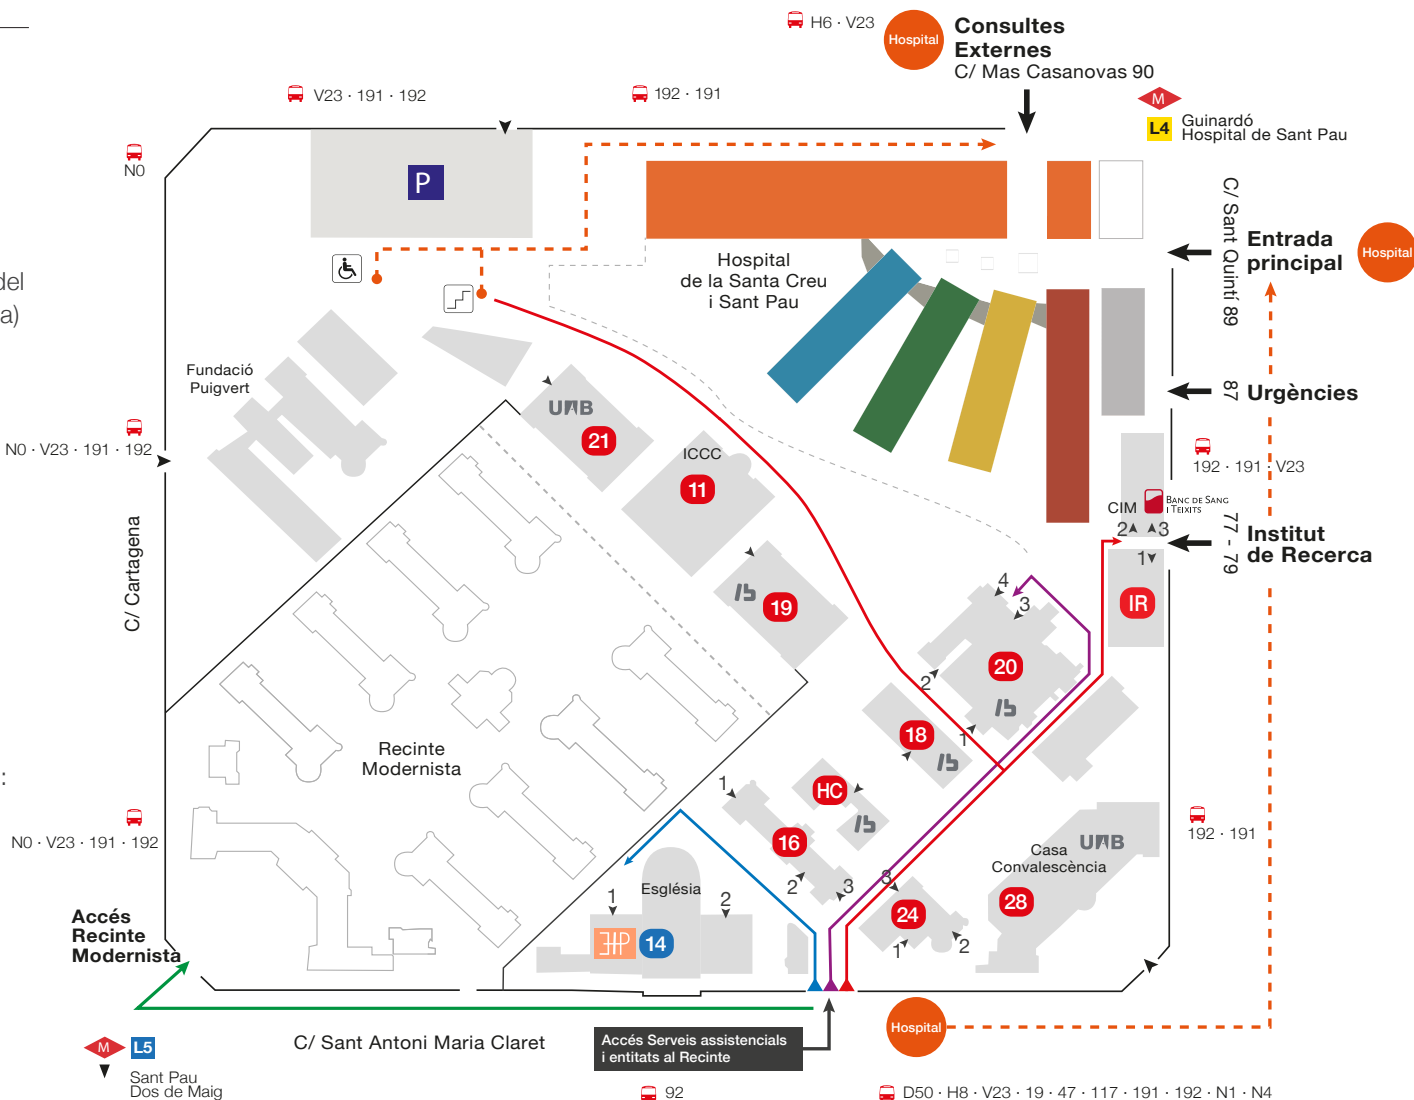 H6 · V23
Hospital
Consultes
Externes
C/ Mas Casanovas 90
V23 · 191 · 192
192 · 191
M
L4
Guinardó
Hospital de Sant Pau
N0
P
C/ Sant Quintí 89
Entrada
principal
Hospital
del
a)
Hospital
de la Santa Creu
i Sant Pau
Fundació
Puigvert
87
Urgències
UAB
21
N0 · V23 · 191 · 192
ICCC
11
192 · 191 · V23
CIM
BANC DE SANG
I TEIXITS
2
3
77 - 79
Institut
de Recerca
1
C/ Cartagena
19
IR
4
3
20
2
1
18
Recinte
Modernista
:
HC
1
16
2
3
N0 · V23 · 191 · 192
192 · 191
UAB
Casa
Convalescència
28
3
24
1
2
Església
1
2
14
Accés
Recinte
Modernista
Hospital
C/ Sant Antoni Maria Claret
Accés Serveis assistencials
i entitats al Recinte
M
L5
Sant Pau
Dos de Maig
92
D50 · H8 · V23 · 19 · 47 · 117 · 191 · 192 · N1 · N4